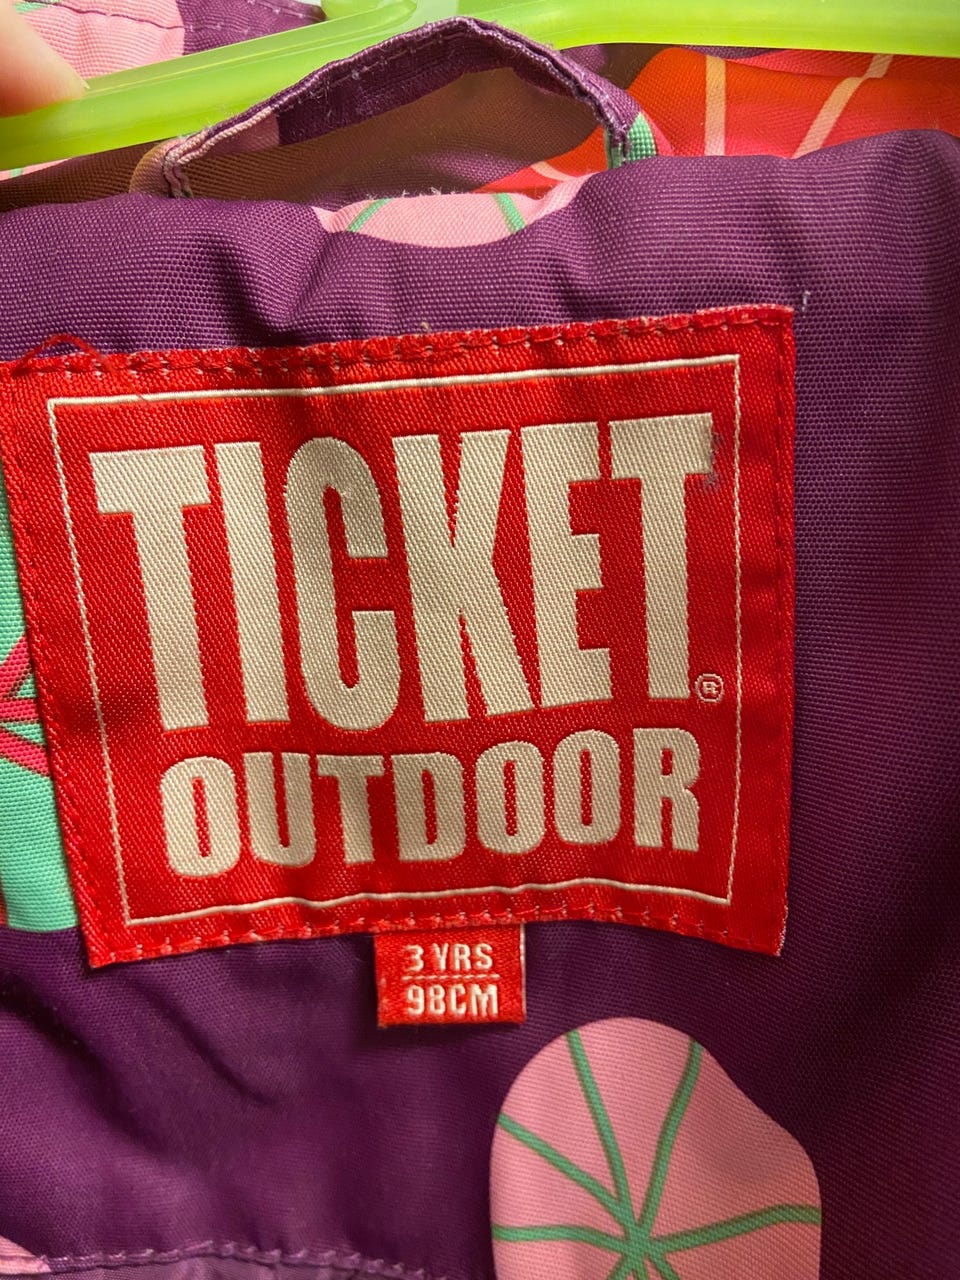 TICKET®
OUTDOOR
3 YRS
98CM